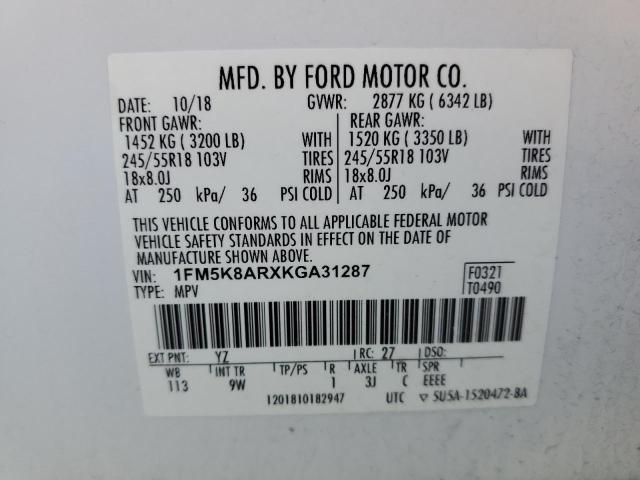 MFD. BY FORD MOTOR CO.
DATE: 10/18 GVWR: 2877 KG ( 6342 LB)
FRONT GAWR: REAR GAWR:
1452 KG ( 3200 LB) WITH 1520 KG ( 3350 LB) WITH
245/55R18 103V TIRES 245/55R18 103V TIRES
18x8.0J RIMS 18x8.0J RIMS
AT 250 kPa/ 36 PSI COLD AT 250 kPa/ 36 PSI COLD
THIS VEHICLE CONFORMS TO ALL APPLICABLE FEDERAL MOTOR
VEHICLE SAFETY STANDARDS IN EFFECT ON THE DATE OF
MANUFACTURE SHOWN ABOVE.
VIN: 1FM5K8ARXKGA31287 F0321
TYPE: MPV T0490
EXT PNT: YZ RC: 27 DSO:
WB INT TR TP/PS R AXLE TR SPR
113 9W 1 3J C EEEE
1201810182947 UTC ▽ 5U5A-1520472-BA